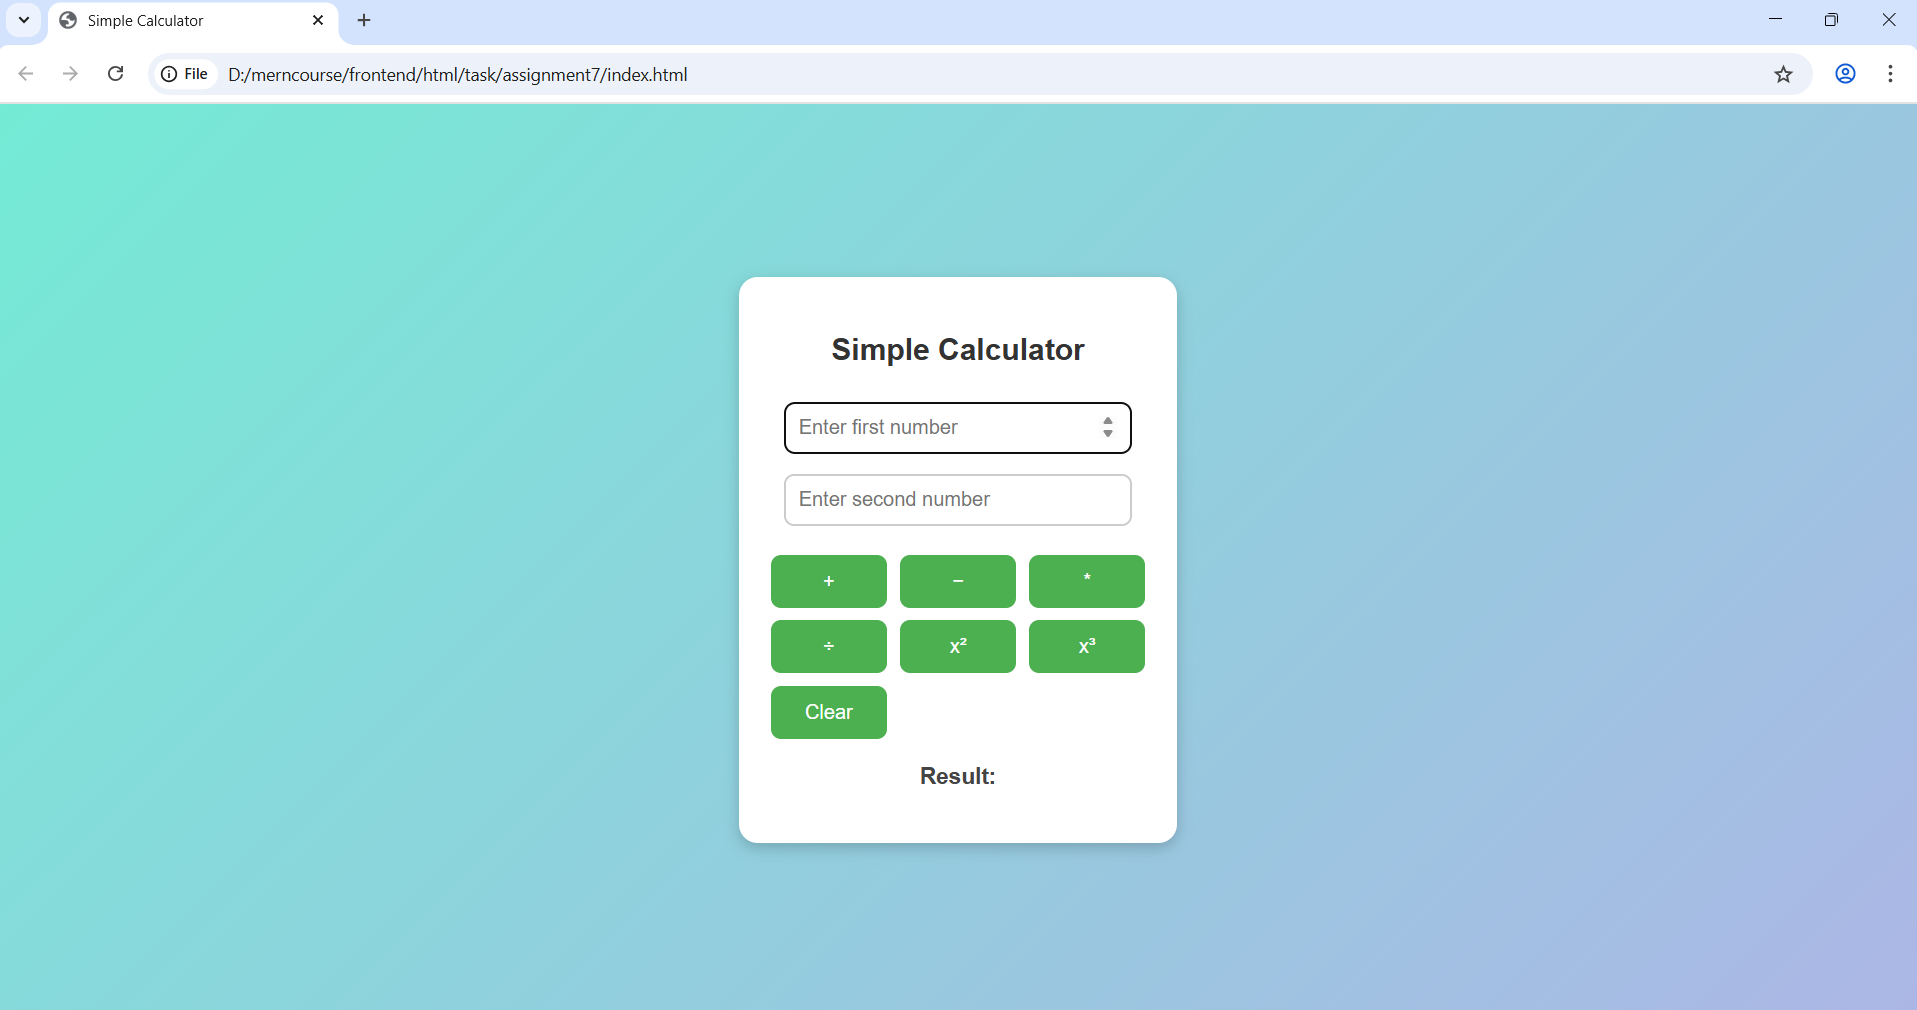 Simple Calculator
File D:/merncourse/frontend/html/task/assignment7/index.html
Simple Calculator
Enter first number
Enter second number
+ − *
÷ x² x³
Clear
Result: